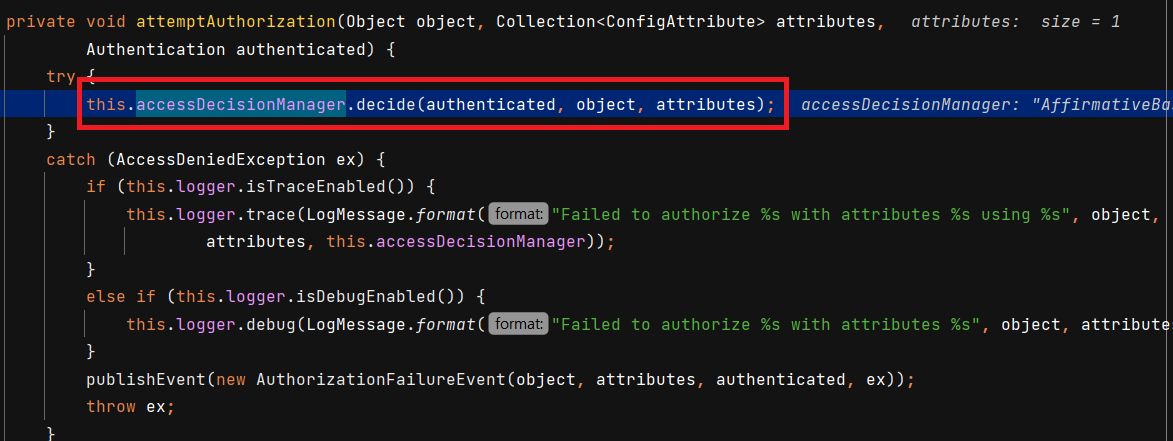 private void attemptAuthorization(Object object, Collection<ConfigAttribute> attributes,   attributes:  size = 1
        Authentication authenticated) {
    try {
        this.accessDecisionManager.decide(authenticated, object, attributes);   accessDecisionManager: "AffirmativeBas
    }
    catch (AccessDeniedException ex) {
        if (this.logger.isTraceEnabled()) {
            this.logger.trace(LogMessage.format( format: "Failed to authorize %s with attributes %s using %s", object,
                    attributes, this.accessDecisionManager));
        }
        else if (this.logger.isDebugEnabled()) {
            this.logger.debug(LogMessage.format( format: "Failed to authorize %s with attributes %s", object, attribute
        }
        publishEvent(new AuthorizationFailureEvent(object, attributes, authenticated, ex));
        throw ex;
    }